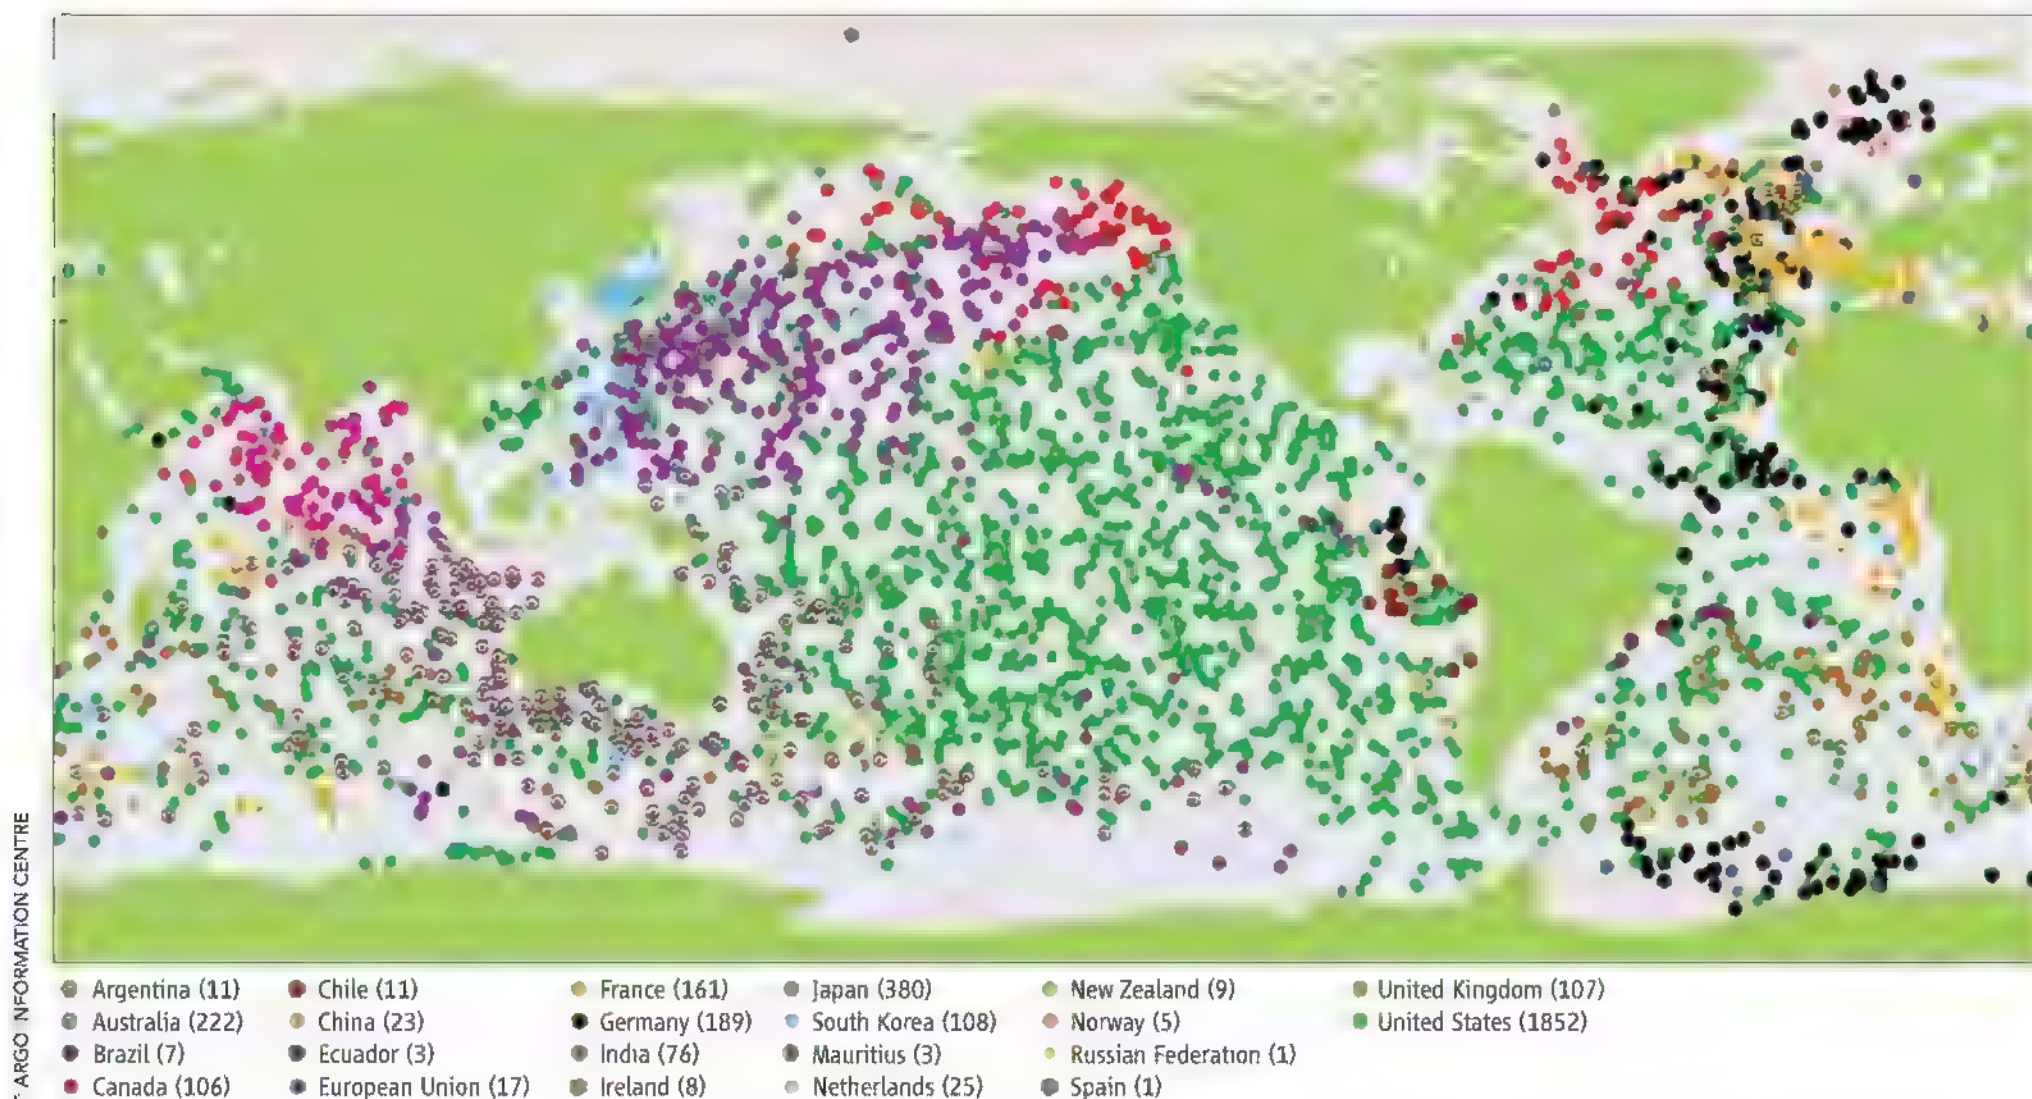 ARGO INFORMATION CENTRE
Argentina (11)
Australia (222)
Brazil (7)
Canada (106)
Chile (11)
China (23)
Ecuador (3)
European Union (17)
France (161)
Germany (189)
India (76)
Ireland (8)
Japan (380)
South Korea (108)
Mauritius (3)
Netherlands (25)
New Zealand (9)
Norway (5)
Russian Federation (1)
Spain (1)
United Kingdom (107)
United States (1852)